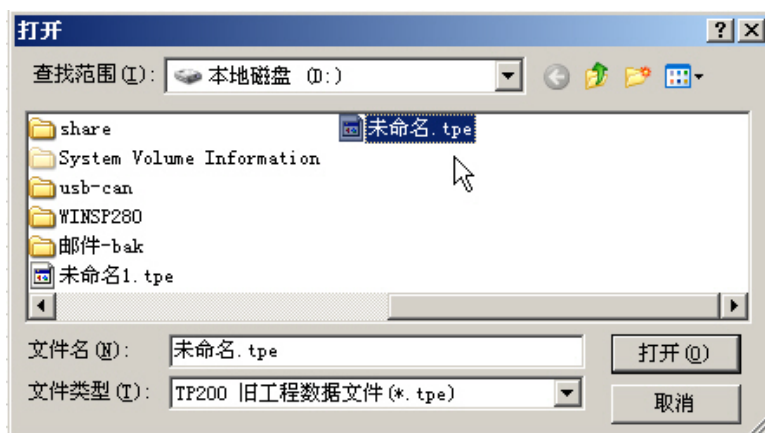 打开
查找范围(I): 本地磁盘 (D:)
share
System Volume Information
usb-can
WINSP280
邮件-bak
未命名1.tpe
未命名.tpe
文件名(N): 未命名.tpe 打开(O)
文件类型(T): TP200 旧工程数据文件(*.tpe) 取消